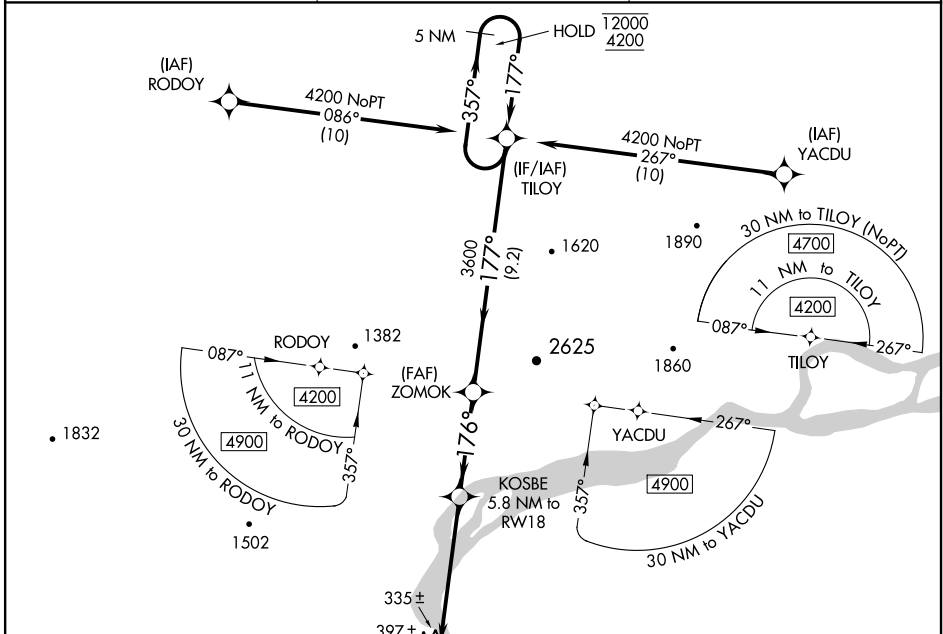 5 NM
HOLD
12000
4200
(IAF)
RODOY
4200 NoPT
086°
(10)
357°
177°
4200 NoPT
267°
(10)
(IAF)
YACDU
(IF/IAF)
TILOY
3600
177°
(9.2)
1620
1890
30 NM to TILOY (NoPT)
4700
11 NM to TILOY
4200
087°
267°
TILOY
RODOY
1382
087°
11 NM to RODOY
4200
4900
30 NM to RODOY
357°
1832
1502
(FAF)
ZOMOK
2625
1860
176°
KOSBE
5.8 NM to
RW18
YACDU
267°
357°
4900
30 NM to YACDU
335±
397±